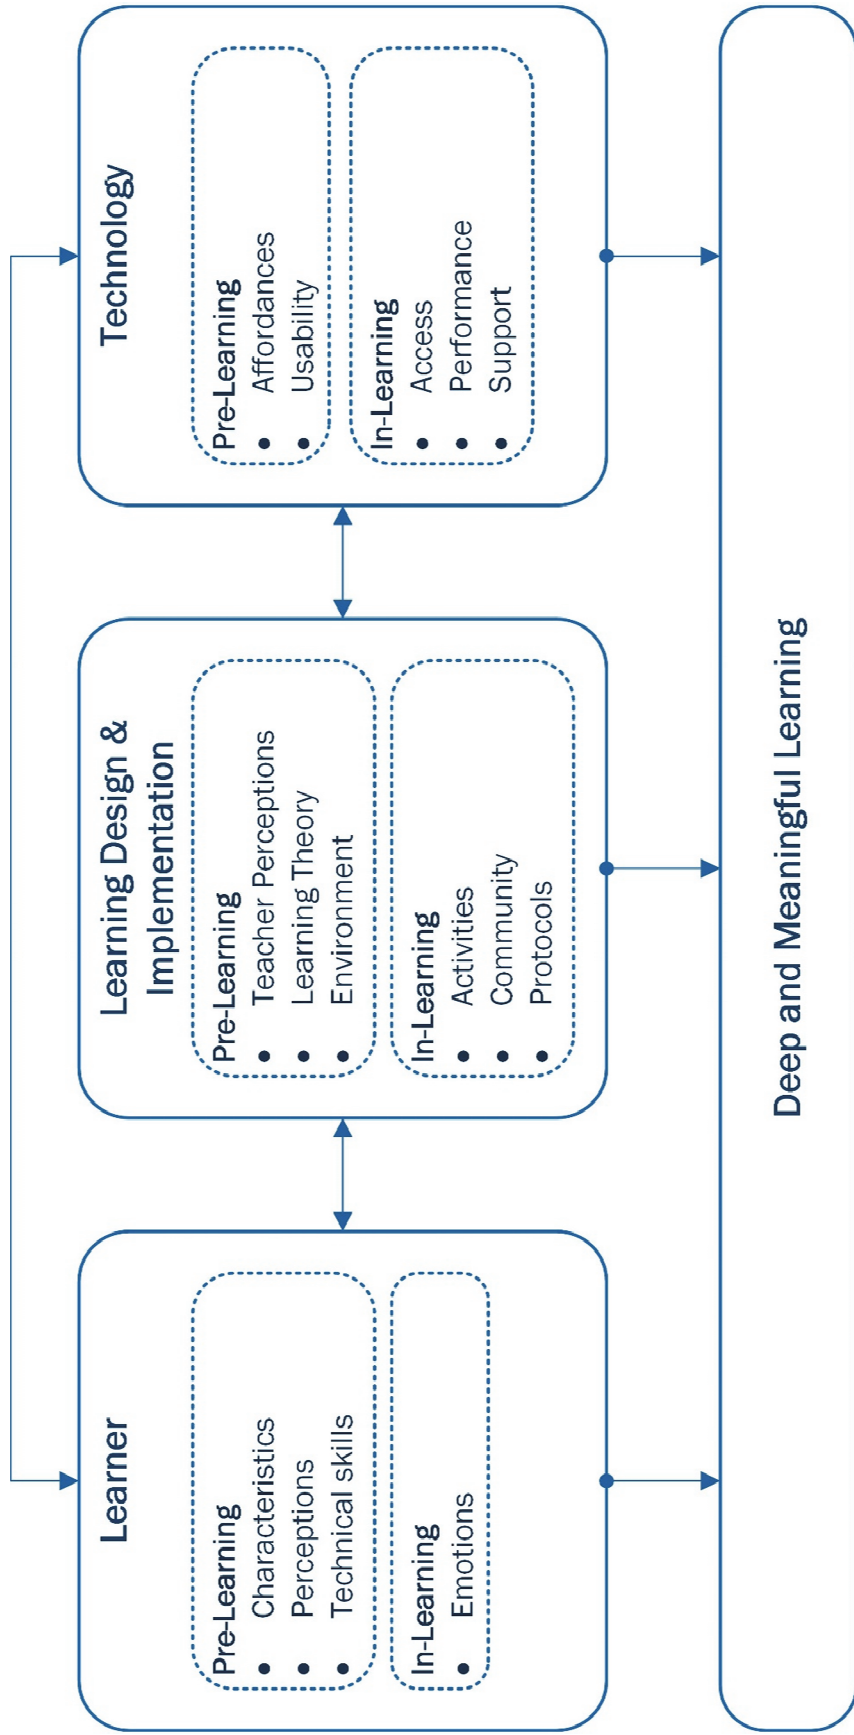 Learner
Pre-Learning
• Characteristics
• Perceptions
• Technical skills
In-Learning
• Emotions
Learning Design &
Implementation
Pre-Learning
• Teacher Perceptions
• Learning Theory
• Environment
In-Learning
• Activities
• Community
• Protocols
Technology
Pre-Learning
• Affordances
• Usability
In-Learning
• Access
• Performance
• Support
Deep and Meaningful Learning